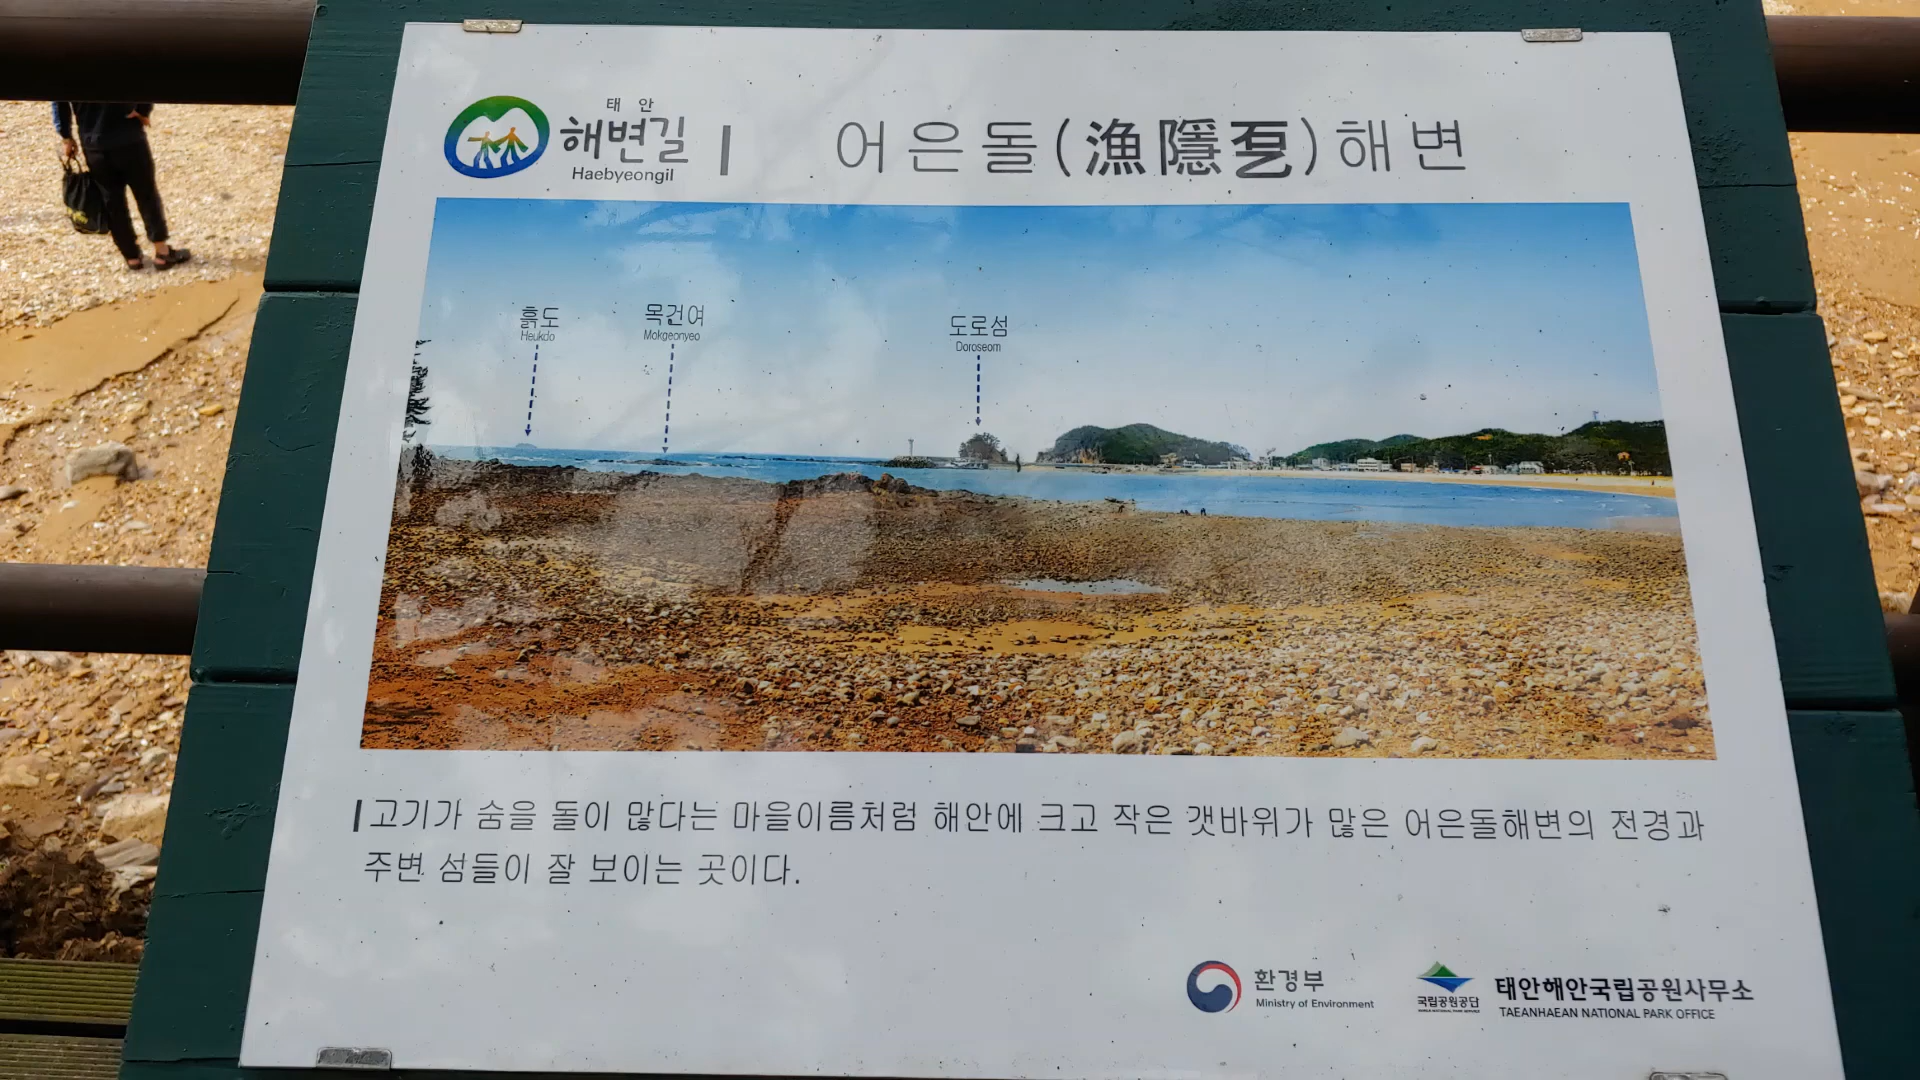 태 안
해변길
Haebyeongil
어은돌(漁隱乭)해변
흙도
Heukdo
목건여
Mokgeonyeo
도로섬
Doroseom
고기가 숨을 돌이 많다는 마을이름처럼 해안에 크고 작은 갯바위가 많은 어은돌해변의 전경과
주변 섬들이 잘 보이는 곳이다.
환경부
Ministry of Environment
국립공원공단
태안해안국립공원사무소
TAEANHAEAN NATIONAL PARK OFFICE